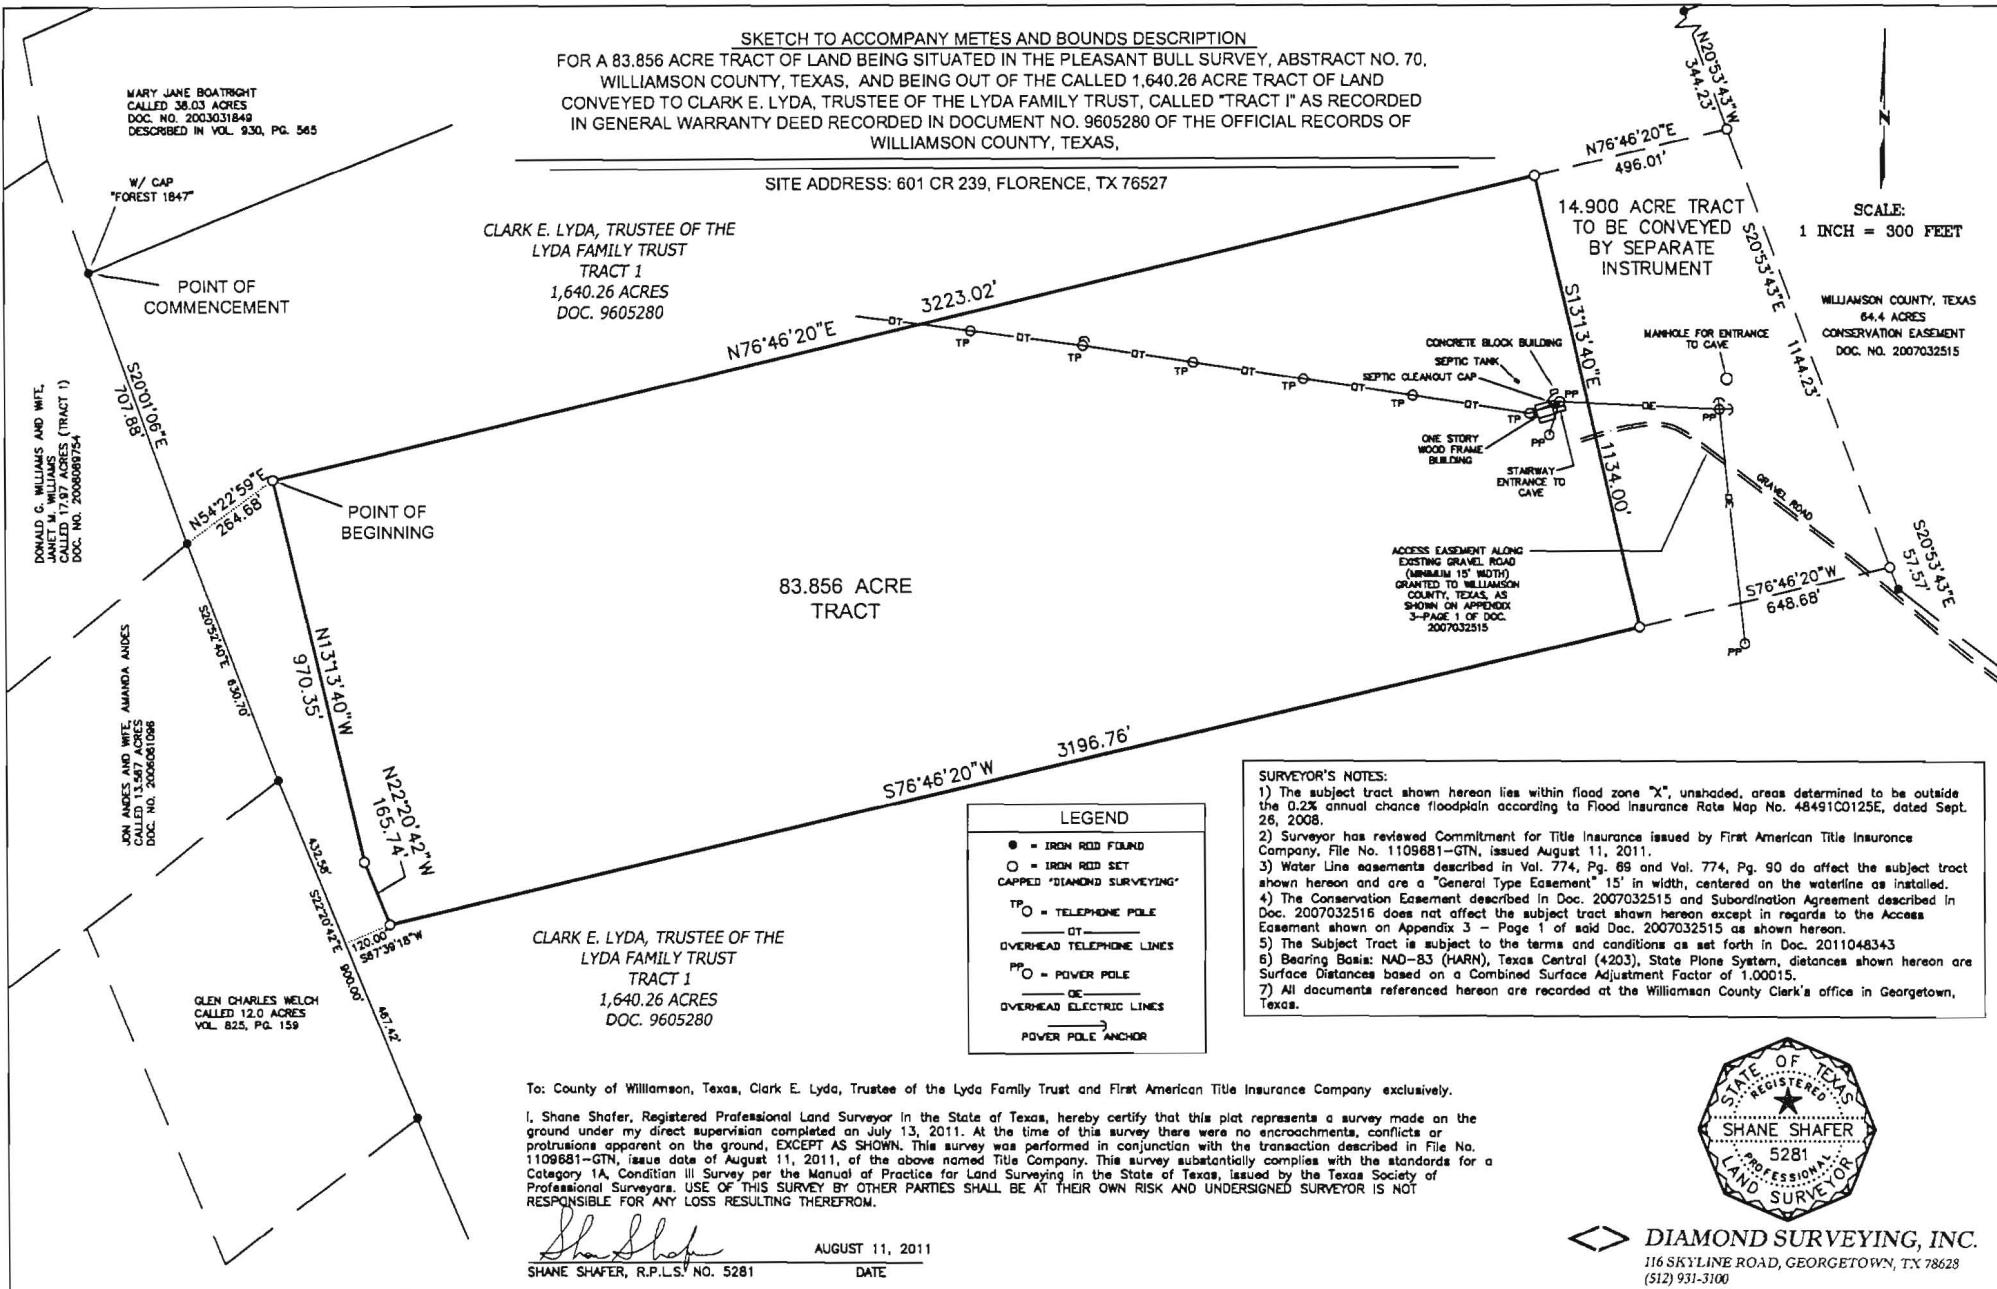 SKETCH TO ACCOMPANY METES AND BOUNDS DESCRIPTION
FOR A 83.856 ACRE TRACT OF LAND BEING SITUATED IN THE PLEASANT BULL SURVEY, ABSTRACT NO. 70,
WILLIAMSON COUNTY, TEXAS, AND BEING OUT OF THE CALLED 1,640.26 ACRE TRACT OF LAND
CONVEYED TO CLARK E. LYDA, TRUSTEE OF THE LYDA FAMILY TRUST, CALLED "TRACT I" AS RECORDED
IN GENERAL WARRANTY DEED RECORDED IN DOCUMENT NO. 9605280 OF THE OFFICIAL RECORDS OF
WILLIAMSON COUNTY, TEXAS,
SITE ADDRESS: 601 CR 239, FLORENCE, TX 76527
MARY JANE BOATRIGHT
CALLED 38.03 ACRES
DOC. NO. 2003031849
DESCRIBED IN VOL. 930, PG. 565
W/ CAP
"FOREST 1847"
POINT OF
COMMENCEMENT
CLARK E. LYDA, TRUSTEE OF THE
LYDA FAMILY TRUST
TRACT 1
1,640.26 ACRES
DOC. 9605280
N20°53'43"W
344.23'
N76°46'20"E
496.01'
N
SCALE:
1 INCH = 300 FEET
14.900 ACRE TRACT
TO BE CONVEYED
BY SEPARATE
INSTRUMENT
S20°53'43"E
1144.23'
WILLIAMSON COUNTY, TEXAS
64.4 ACRES
CONSERVATION EASEMENT
DOC. NO. 2007032515
N76°46'20"E
3223.02'
S13°13'40"E
1134.00'
OT
TP
OT
TP
OT
TP
OT
TP
OT
TP
OT
TP
CONCRETE BLOCK BUILDING
SEPTIC TANK
SEPTIC CLEANOUT CAP
PP
OE
PP
MANHOLE FOR ENTRANCE
TO CAVE
ONE STORY
WOOD FRAME
BUILDING
PP
STAIRWAY
ENTRANCE TO
CAVE
OE
GRAVEL ROAD
PP
ACCESS EASEMENT ALONG
EXISTING GRAVEL ROAD
(MINIMUM 15' WIDTH)
GRANTED TO WILLIAMSON
COUNTY, TEXAS, AS
SHOWN ON APPENDIX
3-PAGE 1 OF DOC.
2007032515
S76°46'20"W
648.68'
S20°53'43"E
57.57'
S20°01'06"E
707.88'
DONALD G. WILLIAMS AND WIFE,
JANET M. WILLIAMS
CALLED 17.97 ACRES (TRACT 1)
DOC. NO. 2008089754
N54°22'59"E
264.68'
POINT OF
BEGINNING
83.856 ACRE
TRACT
S20°52'40"E 630.70'
N13°13'40"W
970.35'
JON ANDES AND WIFE, AMANDA ANDES
CALLED 13.587 ACRES
DOC. NO. 2006061096
N22°20'42"W
165.74'
432.58'
S22°20'42"E 900.00'
467.42'
120.00'
S67°39'18"W
S76°46'20"W
3196.76'
GLEN CHARLES WELCH
CALLED 12.0 ACRES
VOL. 825, PG. 159
CLARK E. LYDA, TRUSTEE OF THE
LYDA FAMILY TRUST
TRACT 1
1,640.26 ACRES
DOC. 9605280
LEGEND
= IRON ROD FOUND
= IRON ROD SET
CAPPED "DIAMOND SURVEYING"
TP = TELEPHONE POLE
OT
OVERHEAD TELEPHONE LINES
PP = POWER POLE
OE
OVERHEAD ELECTRIC LINES
POWER POLE ANCHOR
SURVEYOR'S NOTES:
1) The subject tract shown hereon lies within flood zone "X", unshaded, areas determined to be outside
the 0.2% annual chance floodplain according to Flood Insurance Rate Map No. 48491C0125E, dated Sept.
26, 2008.
2) Surveyor has reviewed Commitment for Title Insurance issued by First American Title Insurance
Company, File No. 1109681-GTN, issued August 11, 2011.
3) Water Line easements described in Vol. 774, Pg. 89 and Vol. 774, Pg. 90 do affect the subject tract
shown hereon and are a "General Type Easement" 15' in width, centered on the waterline as installed.
4) The Conservation Easement described in Doc. 2007032515 and Subordination Agreement described in
Doc. 2007032516 does not affect the subject tract shown hereon except in regards to the Access
Easement shown on Appendix 3 - Page 1 of said Doc. 2007032515 as shown hereon.
5) The Subject Tract is subject to the terms and conditions as set forth in Doc. 2011048343
6) Bearing Basis: NAD-83 (HARN), Texas Central (4203), State Plane System, distances shown hereon are
Surface Distances based on a Combined Surface Adjustment Factor of 1.00015.
7) All documents referenced hereon are recorded at the Williamson County Clerk's office in Georgetown,
Texas.
To: County of Williamson, Texas, Clark E. Lyda, Trustee of the Lyda Family Trust and First American Title Insurance Company exclusively.
I, Shane Shafer, Registered Professional Land Surveyor in the State of Texas, hereby certify that this plat represents a survey made on the
ground under my direct supervision completed on July 13, 2011. At the time of this survey there were no encroachments, conflicts or
protrusions apparent on the ground, EXCEPT AS SHOWN. This survey was performed in conjunction with the transaction described in File No.
1109681-GTN, issue date of August 11, 2011, of the above named Title Company. This survey substantially complies with the standards for a
Category 1A, Condition III Survey per the Manual of Practice for Land Surveying in the State of Texas, issued by the Texas Society of
Professional Surveyors. USE OF THIS SURVEY BY OTHER PARTIES SHALL BE AT THEIR OWN RISK AND UNDERSIGNED SURVEYOR IS NOT
RESPONSIBLE FOR ANY LOSS RESULTING THEREFROM.
Shane Shafer
AUGUST 11, 2011
SHANE SHAFER, R.P.L.S. NO. 5281
DATE
STATE OF TEXAS
REGISTERED
SHANE SHAFER
5281
PROFESSIONAL
LAND SURVEYOR
DIAMOND SURVEYING, INC.
116 SKYLINE ROAD, GEORGETOWN, TX 78628
(512) 931-3100